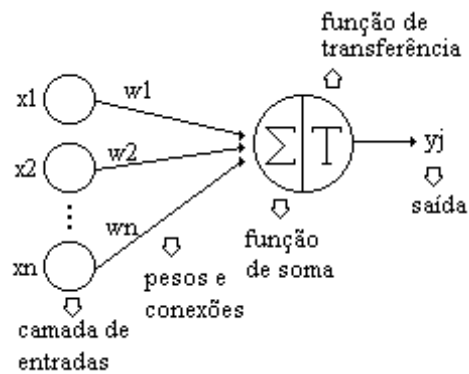 função de
transferência
x1
w1
x2
w2
Σ T
yj
saída
⋮
wn
xn
função
de soma
pesos e
conexões
camada de
entradas